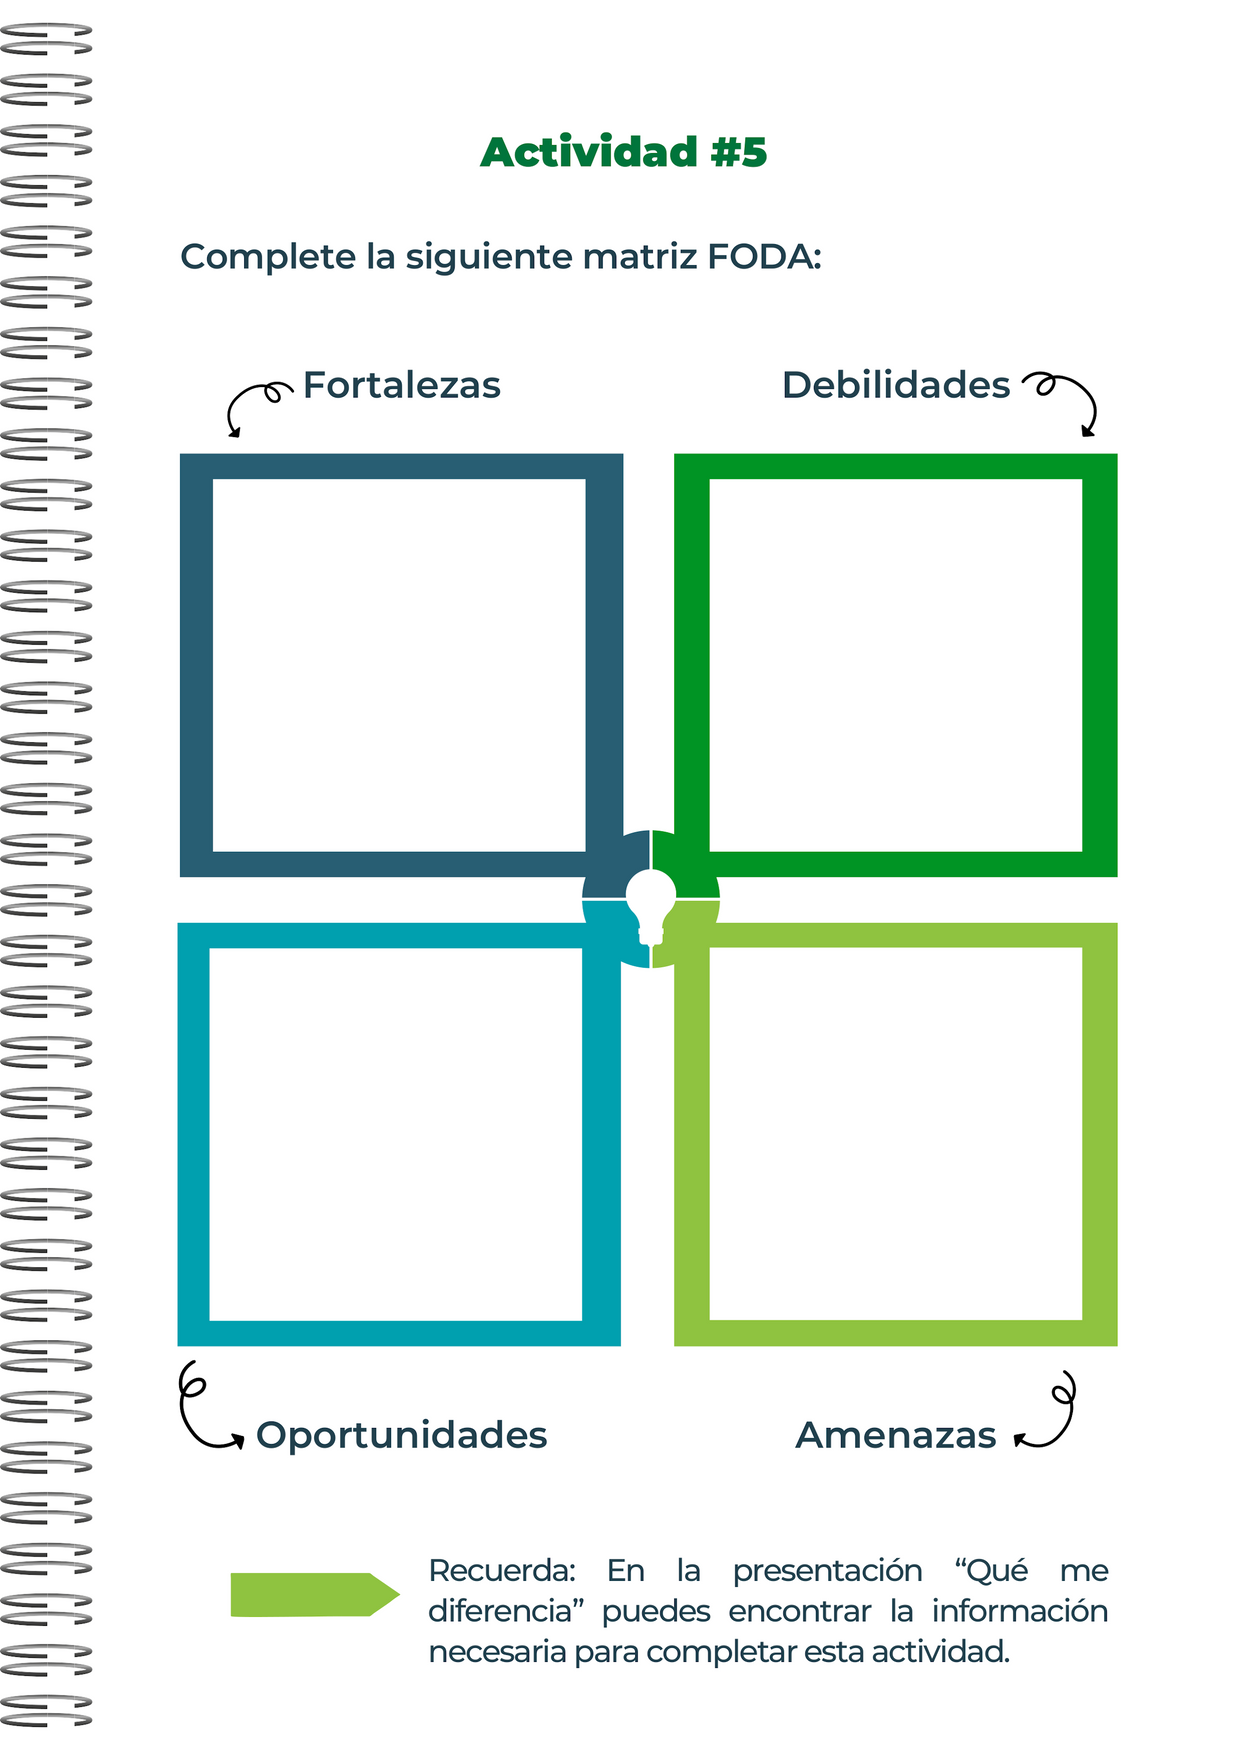 Actividad #5
Complete la siguiente matriz FODA:
Fortalezas
Debilidades
Oportunidades
Amenazas
Recuerda: En la presentación “Qué me
diferencia” puedes encontrar la información
necesaria para completar esta actividad.